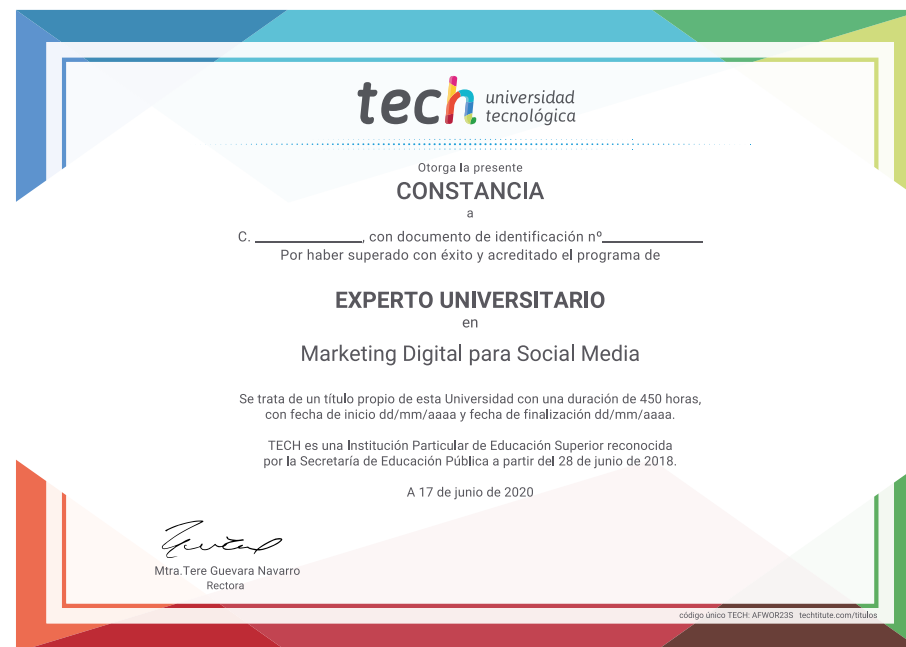 tech universidad
tecnológica
Otorga la presente
CONSTANCIA
a
C. ____________, con documento de identificación nº____________
Por haber superado con éxito y acreditado el programa de
EXPERTO UNIVERSITARIO
en
Marketing Digital para Social Media
Se trata de un título propio de esta Universidad con una duración de 450 horas,
con fecha de inicio dd/mm/aaaa y fecha de finalización dd/mm/aaaa.
TECH es una Institución Particular de Educación Superior reconocida
por la Secretaría de Educación Pública a partir del 28 de junio de 2018.
A 17 de junio de 2020
Mtra.Tere Guevara Navarro
Rectora
código único TECH: AFWOR23S techtitute.com/titulos